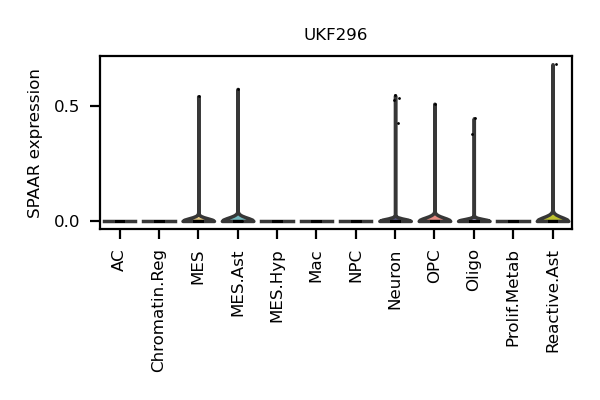 UKF296
SPAAR expression
0.5
0.0
AC
Chromatin.Reg
MES
MES.Ast
MES.Hyp
Mac
NPC
Neuron
OPC
Oligo
Prolif.Metab
Reactive.Ast